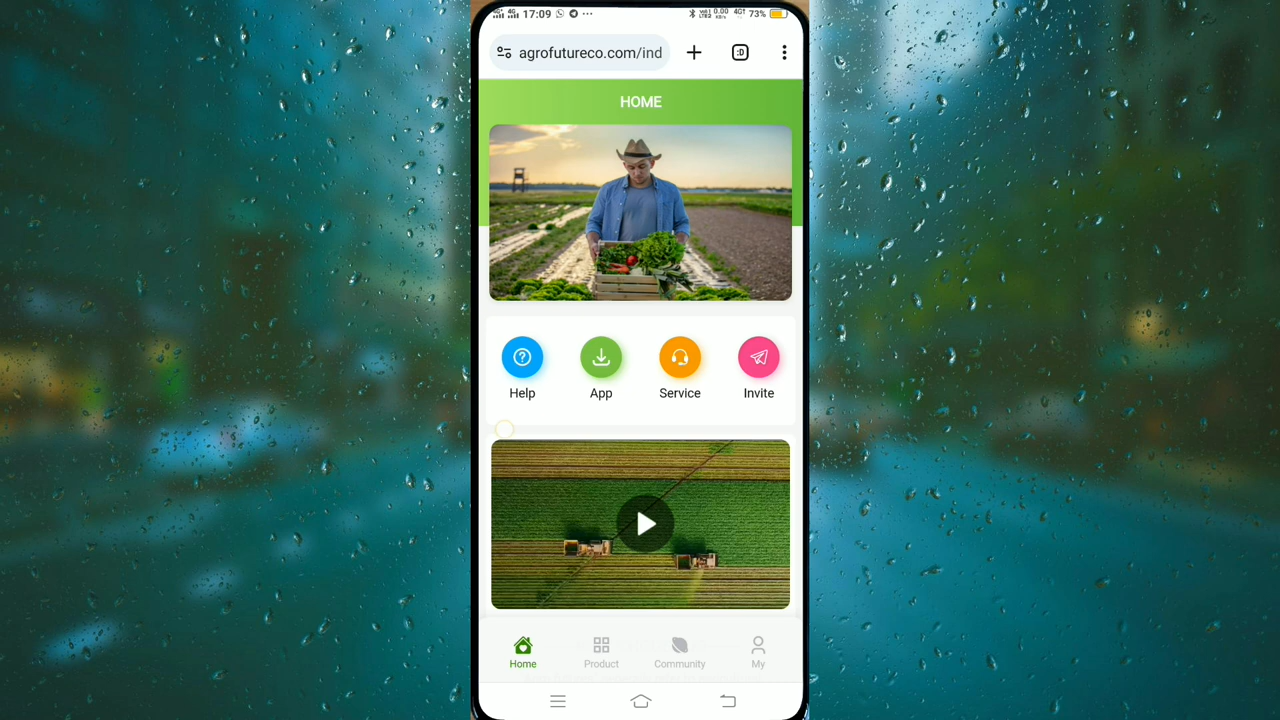 17:09
73%
agrofutureco.com/ind
:D
HOME
Help
App
Service
Invite
Home
Product
Community
My